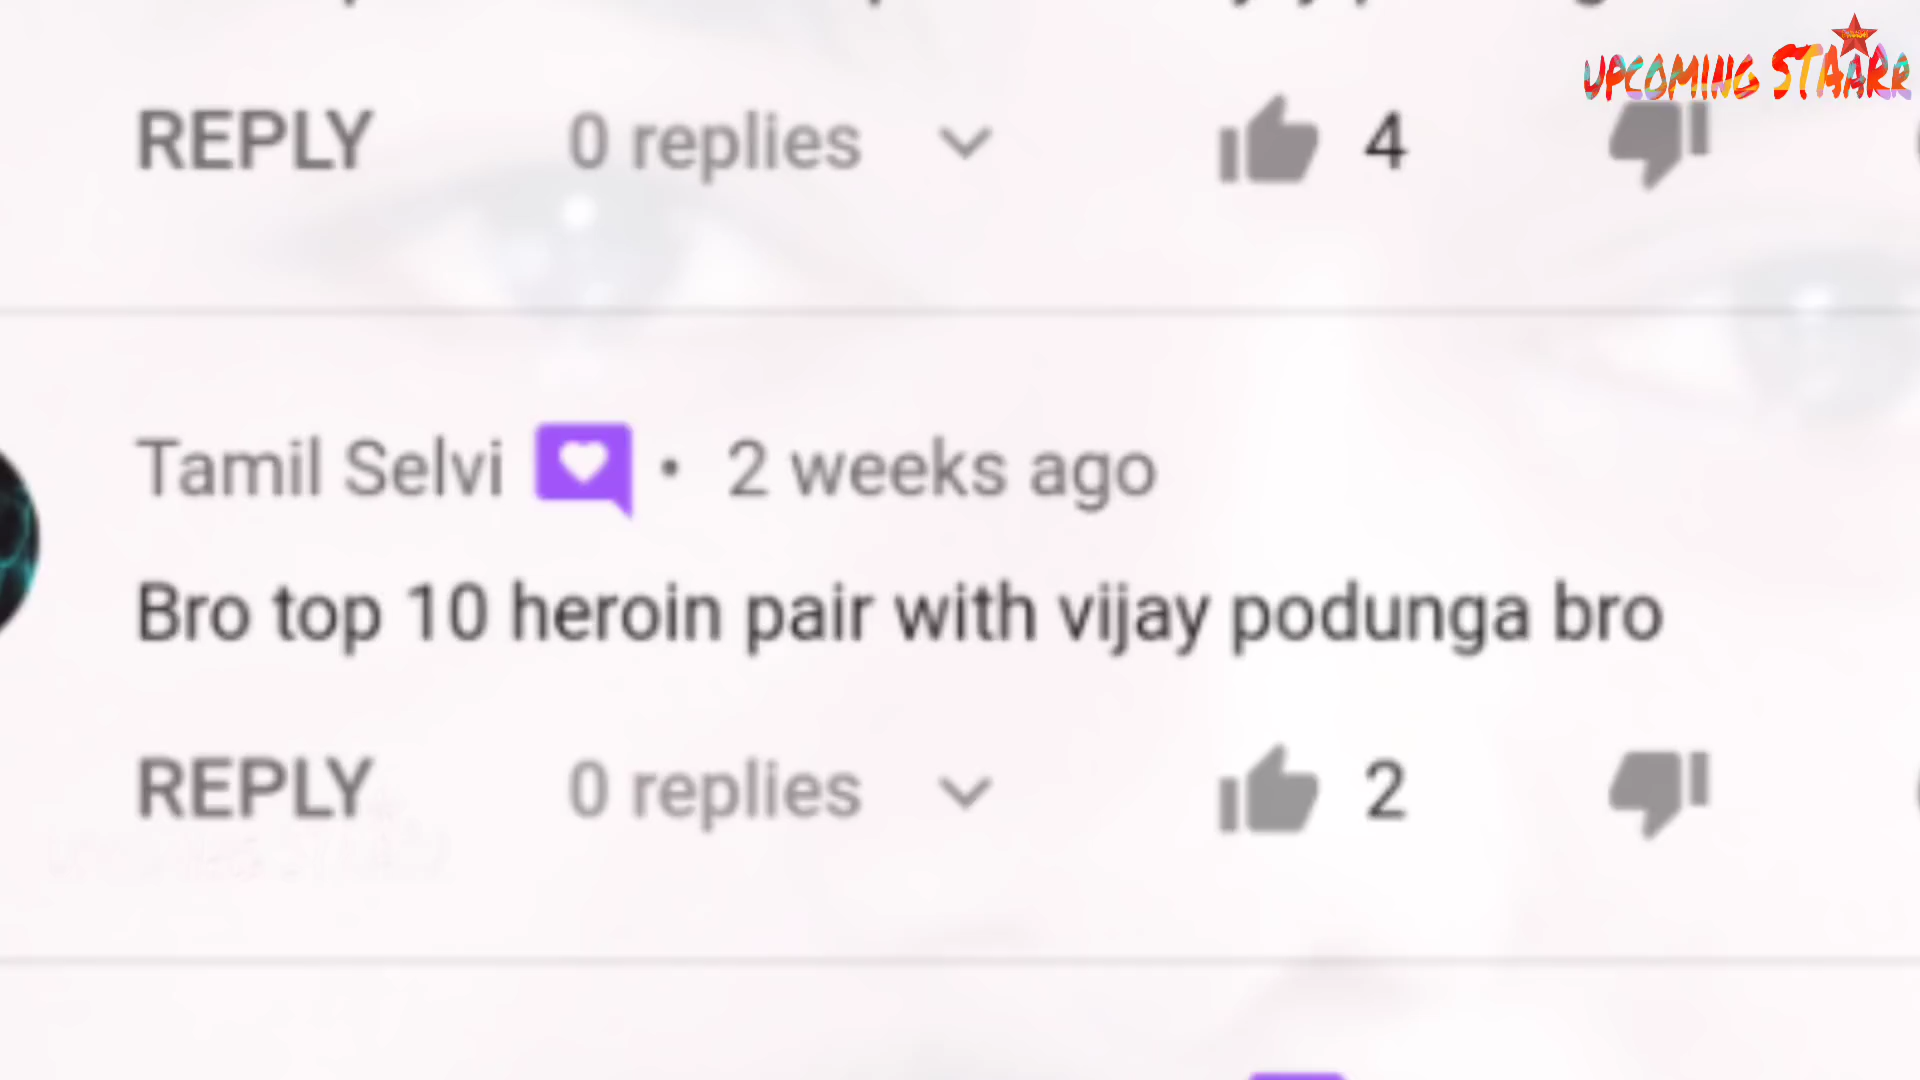 UPCOMING STAARR
REPLY 0 replies 4
Tamil Selvi • 2 weeks ago
Bro top 10 heroin pair with vijay podunga bro
REPLY 0 replies 2